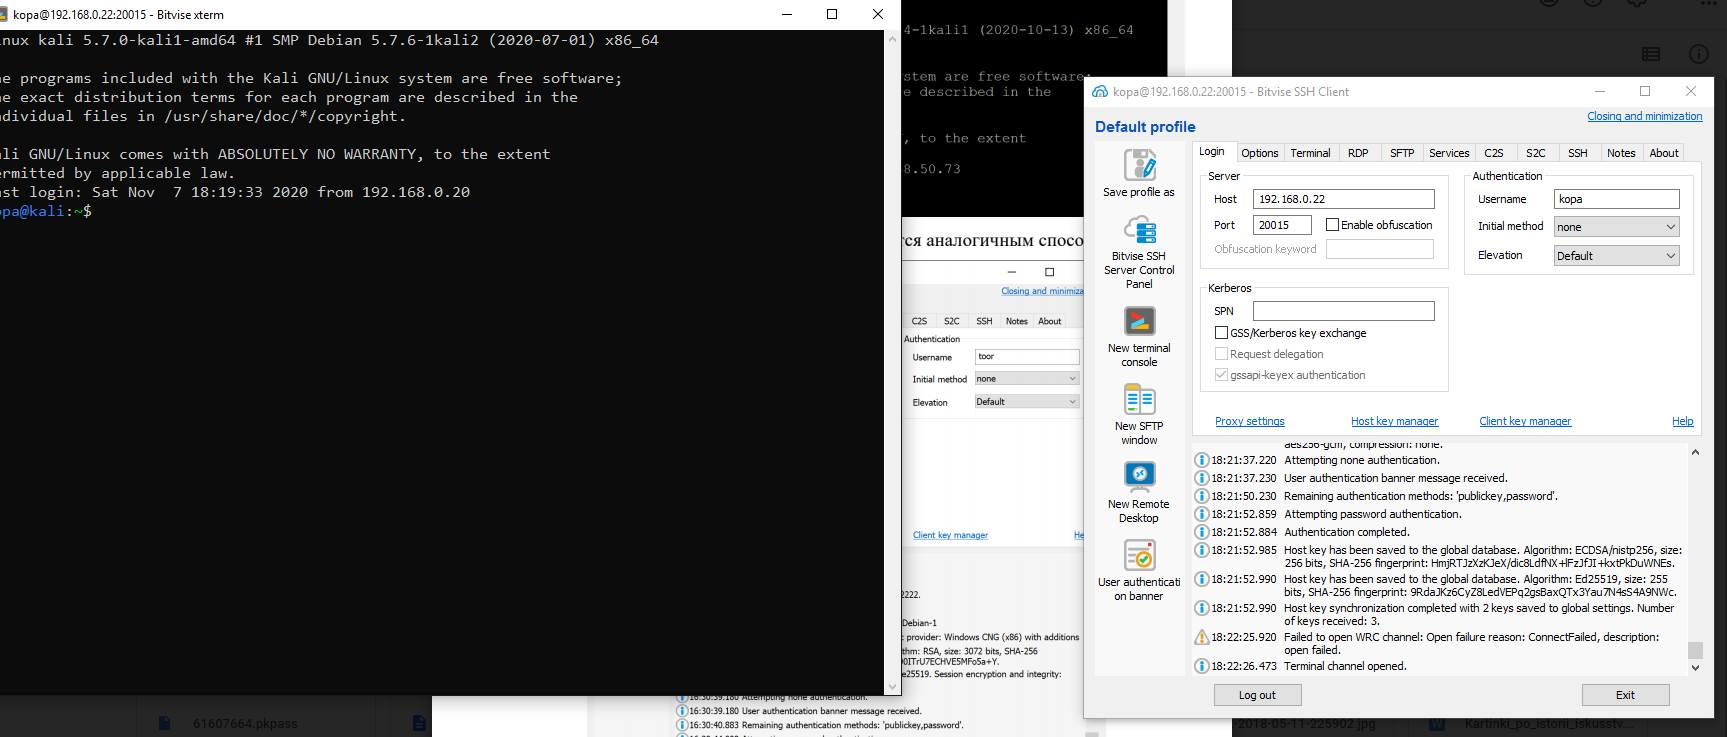 kopa@192.168.0.22:20015 - Bitvise xterm
inux kali 5.7.0-kali1-amd64 #1 SMP Debian 5.7.6-1kali2 (2020-07-01) x86_64
he programs included with the Kali GNU/Linux system are free software;
he exact distribution terms for each program are described in the
ndividual files in /usr/share/doc/*/copyright.
ali GNU/Linux comes with ABSOLUTELY NO WARRANTY, to the extent
ermitted by applicable law.
ast login: Sat Nov  7 18:19:33 2020 from 192.168.0.20
opa@kali:~$
4-1kali1 (2020-10-13) x86_64
stem are free software;
e described in the
, to the extent
8.50.73
тся аналогичным спосо
Closing and minimiza
C2S S2C SSH Notes About
Authentication
Username toor
Initial method none
Elevation Default
Client key manager He
2222.
Debian-1
: provider: Windows CNG (x86) with additions
thm: RSA, size: 3072 bits, SHA-256
00ITrU7ECHVE5MFo5a+Y.
e25519. Session encryption and integrity:
16:30:39.180 Attempting none authentication.
16:30:39.180 User authentication banner message received.
16:30:40.883 Remaining authentication methods: 'publickey,password'.
kopa@192.168.0.22:20015 - Bitvise SSH Client
Closing and minimization
Default profile
Save profile as
Bitvise SSH
Server Control
Panel
New terminal
console
New SFTP
window
New Remote
Desktop
User authenticati
on banner
Login Options Terminal RDP SFTP Services C2S S2C SSH Notes About
Server
Host 192.168.0.22
Port 20015 Enable obfuscation
Obfuscation keyword
Authentication
Username kopa
Initial method none
Elevation Default
Kerberos
SPN
GSS/Kerberos key exchange
Request delegation
gssapi-keyex authentication
Proxy settings Host key manager Client key manager Help
aes256-gcm, compression: none.
18:21:37.220 Attempting none authentication.
18:21:37.230 User authentication banner message received.
18:21:50.230 Remaining authentication methods: 'publickey,password'.
18:21:52.859 Attempting password authentication.
18:21:52.884 Authentication completed.
18:21:52.985 Host key has been saved to the global database. Algorithm: ECDSA/nistp256, size:
256 bits, SHA-256 fingerprint: HmjRTJzXzKJeX/dic8LdfNX+lFzJfJI+kxtPkDuWNEs.
18:21:52.990 Host key has been saved to the global database. Algorithm: Ed25519, size: 255
bits, SHA-256 fingerprint: 9RdaJKz6CyZ8LedVEPq2gsBaxQTx3Yau7N4sS4A9NWc.
18:21:52.990 Host key synchronization completed with 2 keys saved to global settings. Number
of keys received: 3.
18:22:25.920 Failed to open WRC channel: Open failure reason: ConnectFailed, description:
open failed.
18:22:26.473 Terminal channel opened.
Log out Exit
61607664.pkpass
2018-05-11-225902.jpg
Kartinki_po_istorii_iskusstv....